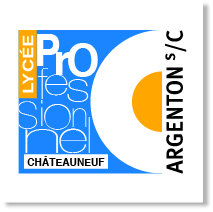 LYCÉE
PrO
fes
sion
nel
CHÂTEAUNEUF
ARGENTON S/C